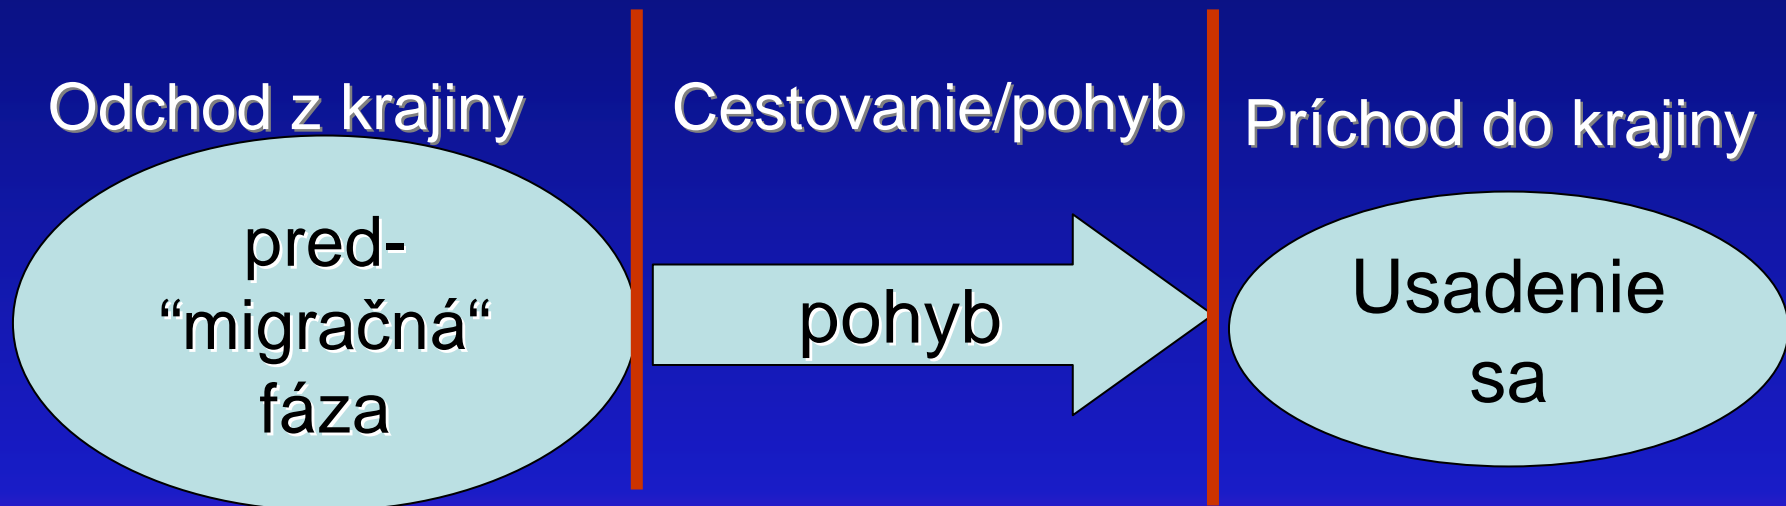 Odchod z krajiny
pred-
“migračná“
fáza
Cestovanie/pohyb
pohyb
Príchod do krajiny
Usadenie
sa